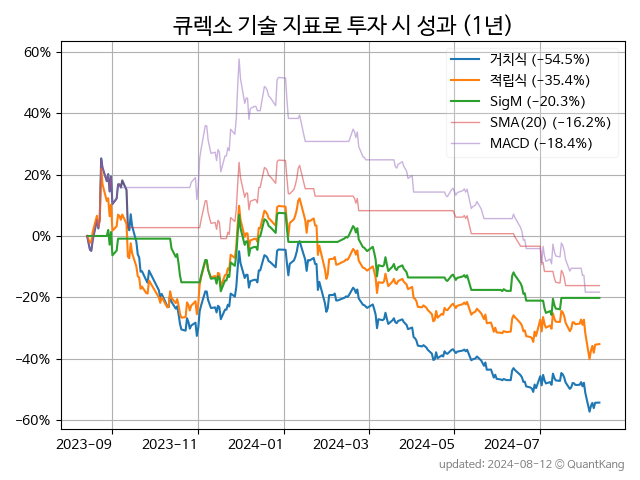 큐렉소 기술 지표로 투자 시 성과 (1년)
60%
40%
20%
0%
−20%
−40%
−60%
거치식 (−54.5%)
적립식 (−35.4%)
SigM (−20.3%)
SMA(20) (−16.2%)
MACD (−18.4%)
2023-09
2023-11
2024-01
2024-03
2024-05
2024-07
updated: 2024-08-12 © QuantKang